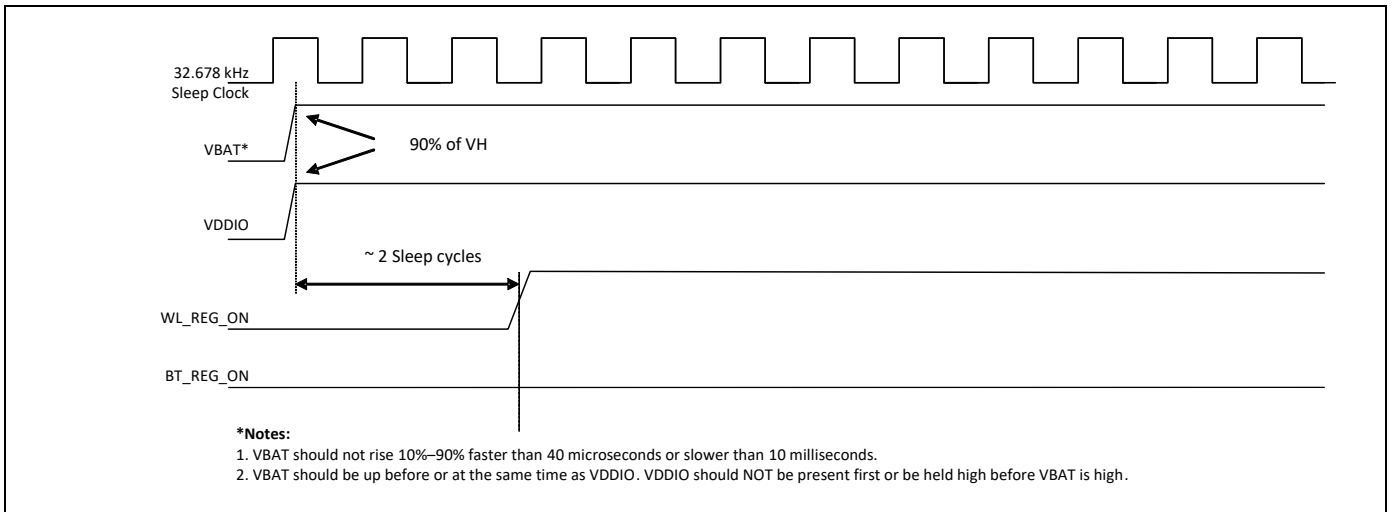 32.678 kHz
Sleep Clock
VBAT*
90% of VH
VDDIO
~ 2 Sleep cycles
WL_REG_ON
BT_REG_ON
*Notes:
1. VBAT should not rise 10%–90% faster than 40 microseconds or slower than 10 milliseconds.
2. VBAT should be up before or at the same time as VDDIO. VDDIO should NOT be present first or be held high before VBAT is high.